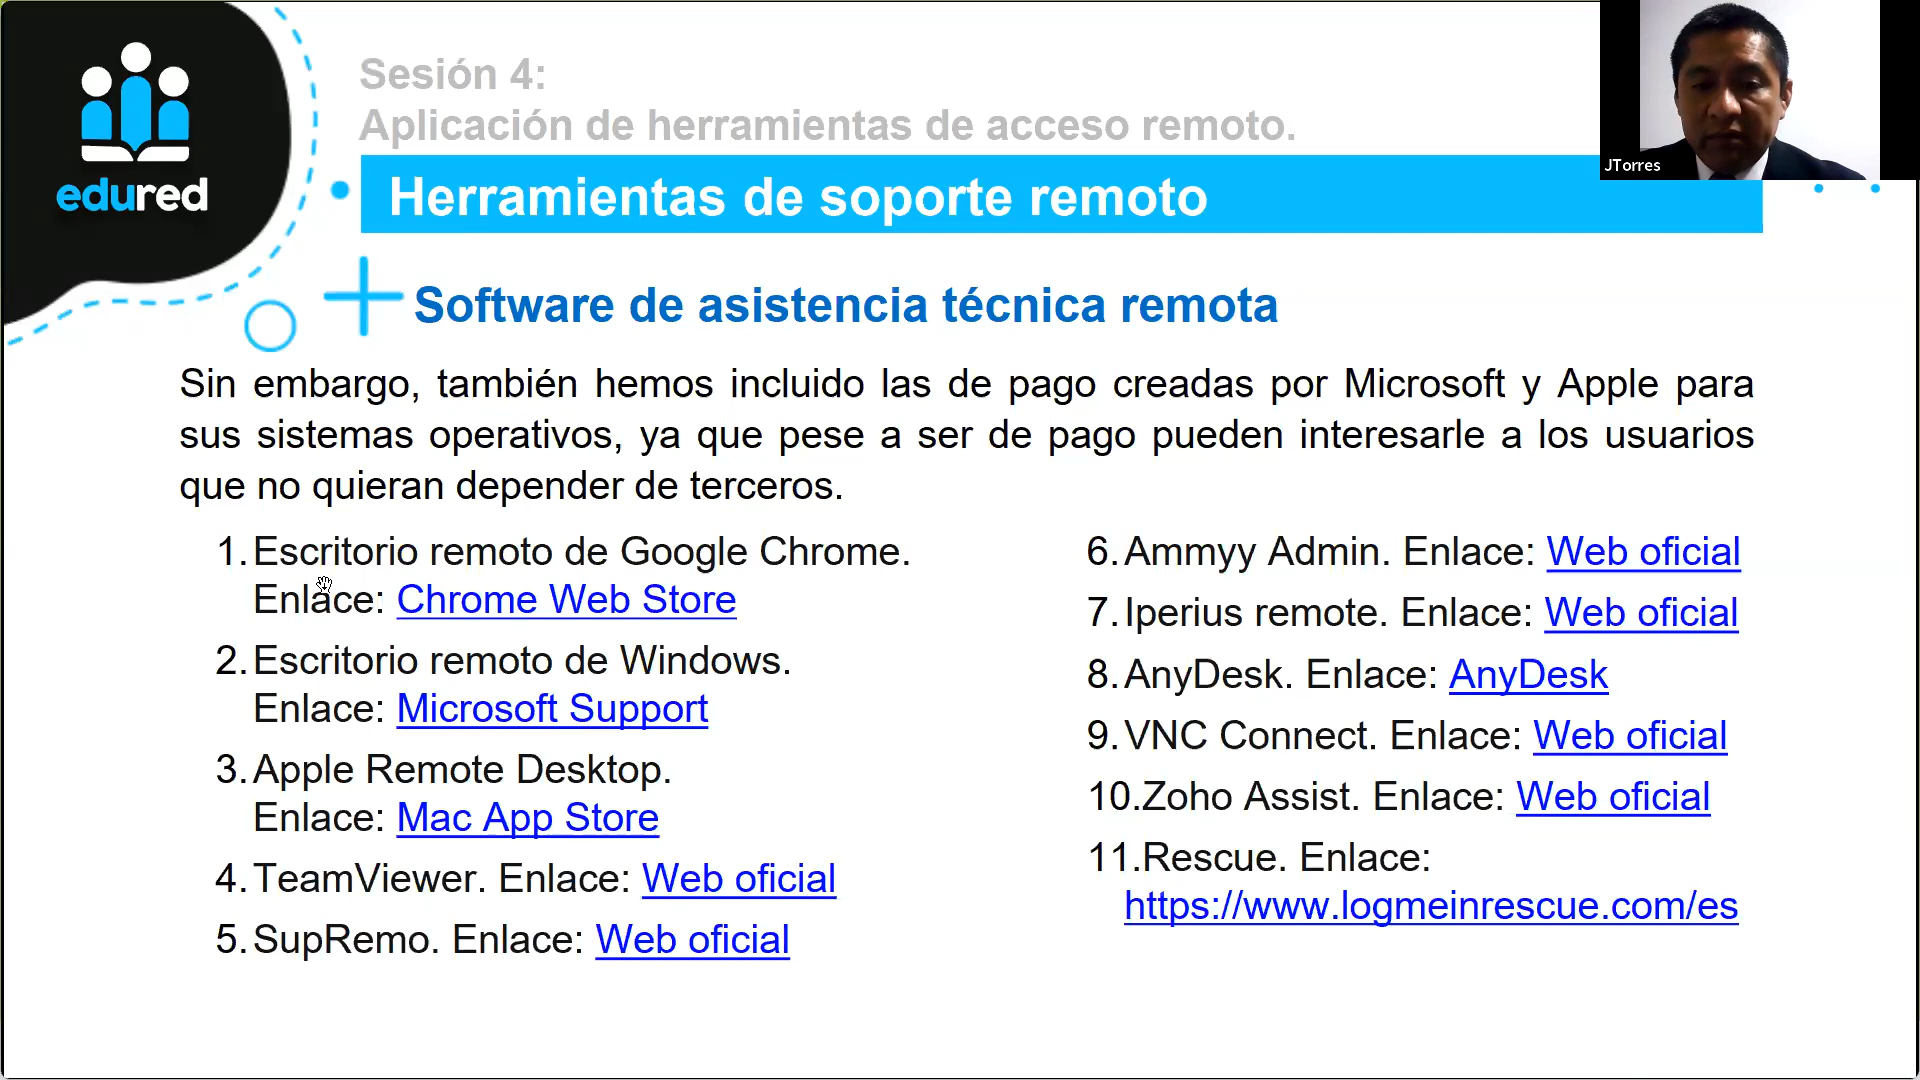 edured
Sesión 4:
Aplicación de herramientas de acceso remoto.
Herramientas de soporte remoto
JTorres
Software de asistencia técnica remota
Sin embargo, también hemos incluido las de pago creadas por Microsoft y Apple para
sus sistemas operativos, ya que pese a ser de pago pueden interesarle a los usuarios
que no quieran depender de terceros.
1. Escritorio remoto de Google Chrome.
Enlace: Chrome Web Store
2. Escritorio remoto de Windows.
Enlace: Microsoft Support
3. Apple Remote Desktop.
Enlace: Mac App Store
4. TeamViewer. Enlace: Web oficial
5. SupRemo. Enlace: Web oficial
6. Ammyy Admin. Enlace: Web oficial
7. Iperius remote. Enlace: Web oficial
8. AnyDesk. Enlace: AnyDesk
9. VNC Connect. Enlace: Web oficial
10. Zoho Assist. Enlace: Web oficial
11. Rescue. Enlace:
https://www.logmeinrescue.com/es